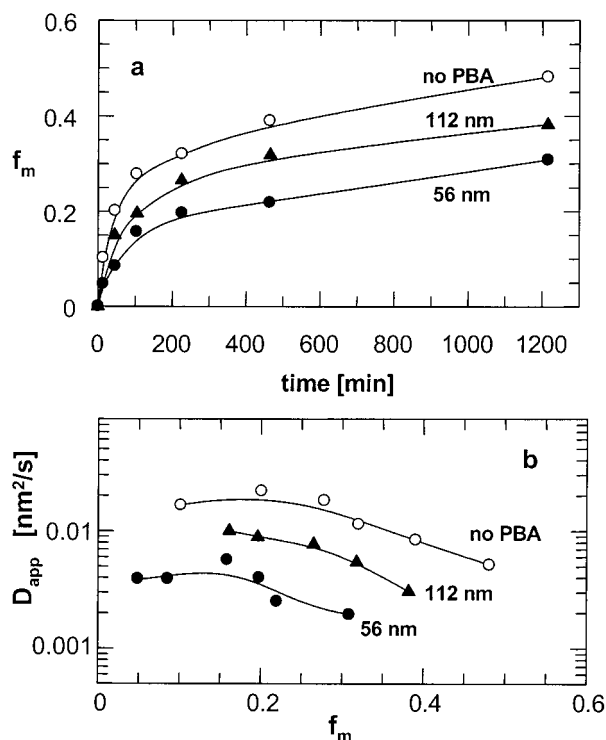 0.6
a
no PBA
0.4
112 nm
f_m
0.2
56 nm
0
0 200 400 600 800 1000 1200
time [min]
b
D_app [nm²/s]
0.01
no PBA
112 nm
0.001
56 nm
0 0.2 0.4 0.6
f_m